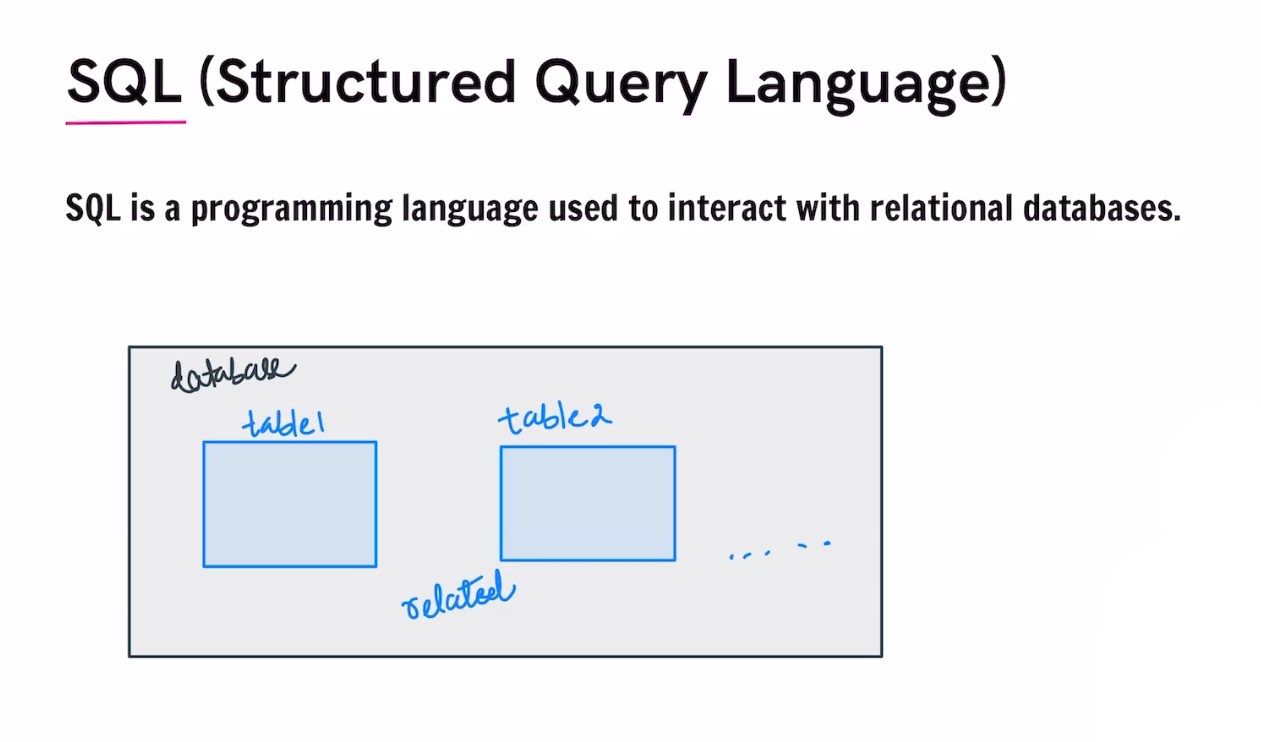 SQL (Structured Query Language)
SQL is a programming language used to interact with relational databases.
database
table1
table2
.....
related